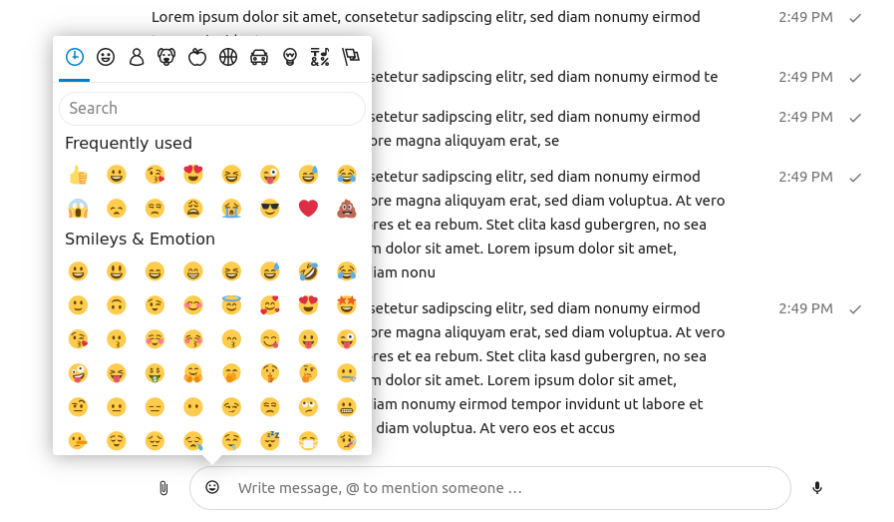 Lorem ipsum dolor sit amet, consetetur sadipscing elitr, sed diam nonumy eirmod 2:49 PM
Search
Frequently used
Smileys & Emotion
setetur sadipscing elitr, sed diam nonumy eirmod te 2:49 PM
setetur sadipscing elitr, sed diam nonumy eirmod 2:49 PM
ore magna aliquyam erat, se
setetur sadipscing elitr, sed diam nonumy eirmod 2:49 PM
ore magna aliquyam erat, sed diam voluptua. At vero
res et ea rebum. Stet clita kasd gubergren, no sea
m dolor sit amet. Lorem ipsum dolor sit amet,
iam nonu
setetur sadipscing elitr, sed diam nonumy eirmod 2:49 PM
ore magna aliquyam erat, sed diam voluptua. At vero
res et ea rebum. Stet clita kasd gubergren, no sea
m dolor sit amet. Lorem ipsum dolor sit amet,
iam nonumy eirmod tempor invidunt ut labore et
diam voluptua. At vero eos et accus
Write message, @ to mention someone …